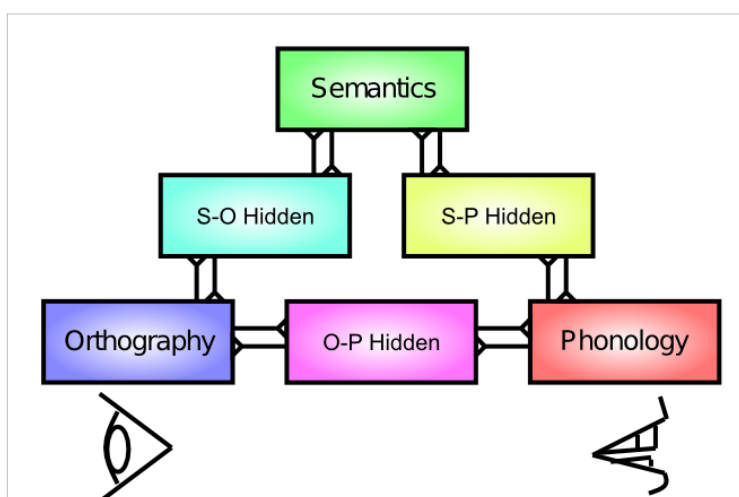 Semantics
S-O Hidden
S-P Hidden
Orthography
O-P Hidden
Phonology